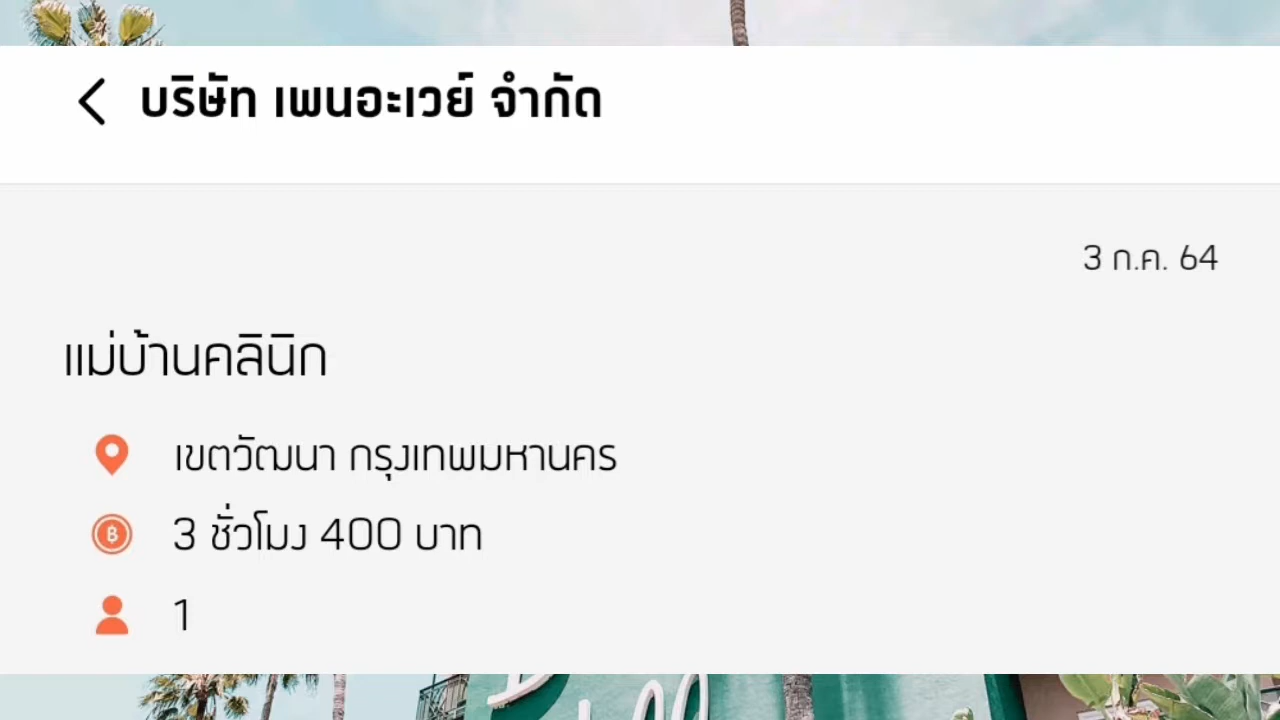 บริษัท เพนอะเวย์ จำกัด
3 ก.ค. 64
แม่บ้านคลินิก
เขตวัฒนา กรุงเทพมหานคร
3 ชั่วโมง 400 บาท
1